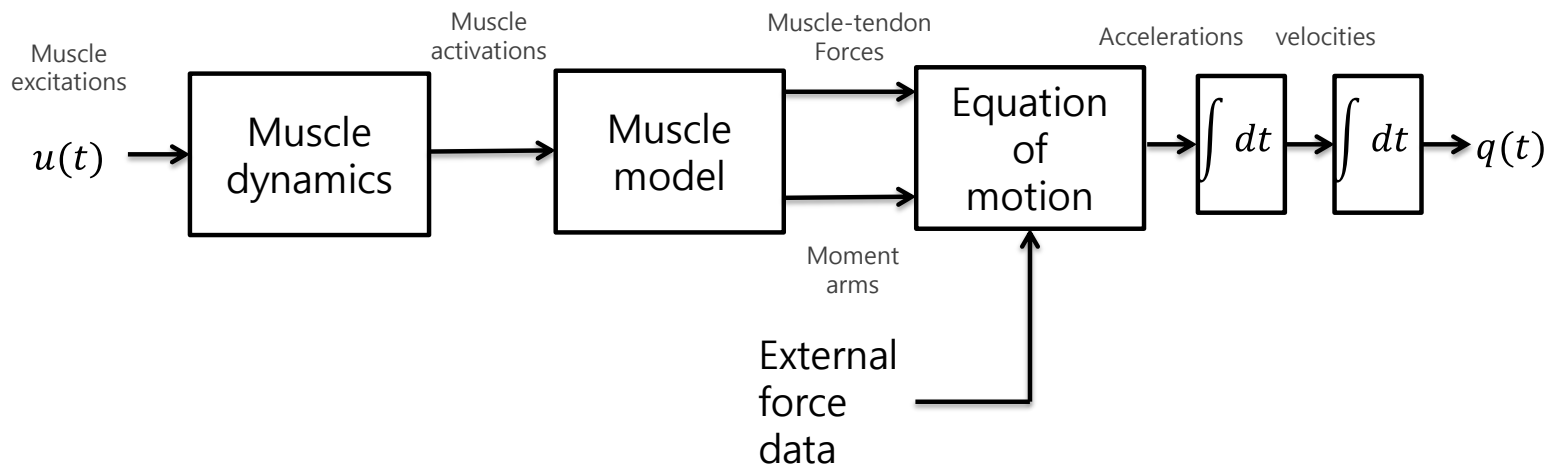 Muscle
excitations
u(t)
Muscle
dynamics
Muscle
activations
Muscle
model
Muscle-tendon
Forces
Moment
arms
Equation
of
motion
External
force
data
Accelerations
∫ dt
velocities
∫ dt
q(t)